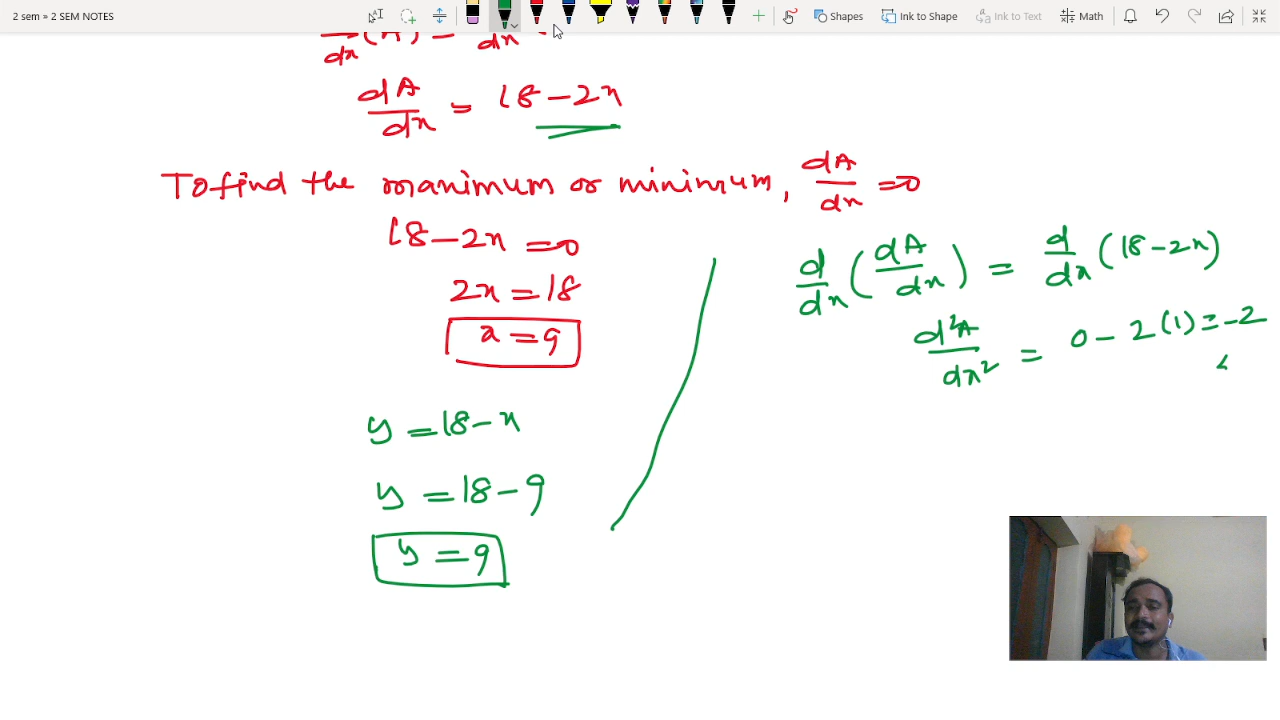 2 sem » 2 SEM NOTES
Shapes Ink to Shape Ink to Text Math
d/dx (A) = d/dx
dA/dx = 18 - 2x
To find the maximum or minimum, dA/dx = 0
18 - 2x = 0
2x = 18
x = 9
y = 18 - x
y = 18 - 9
y = 9
d/dx (dA/dx) = d/dx (18 - 2x)
d²A/dx² = 0 - 2(1) = -2
<